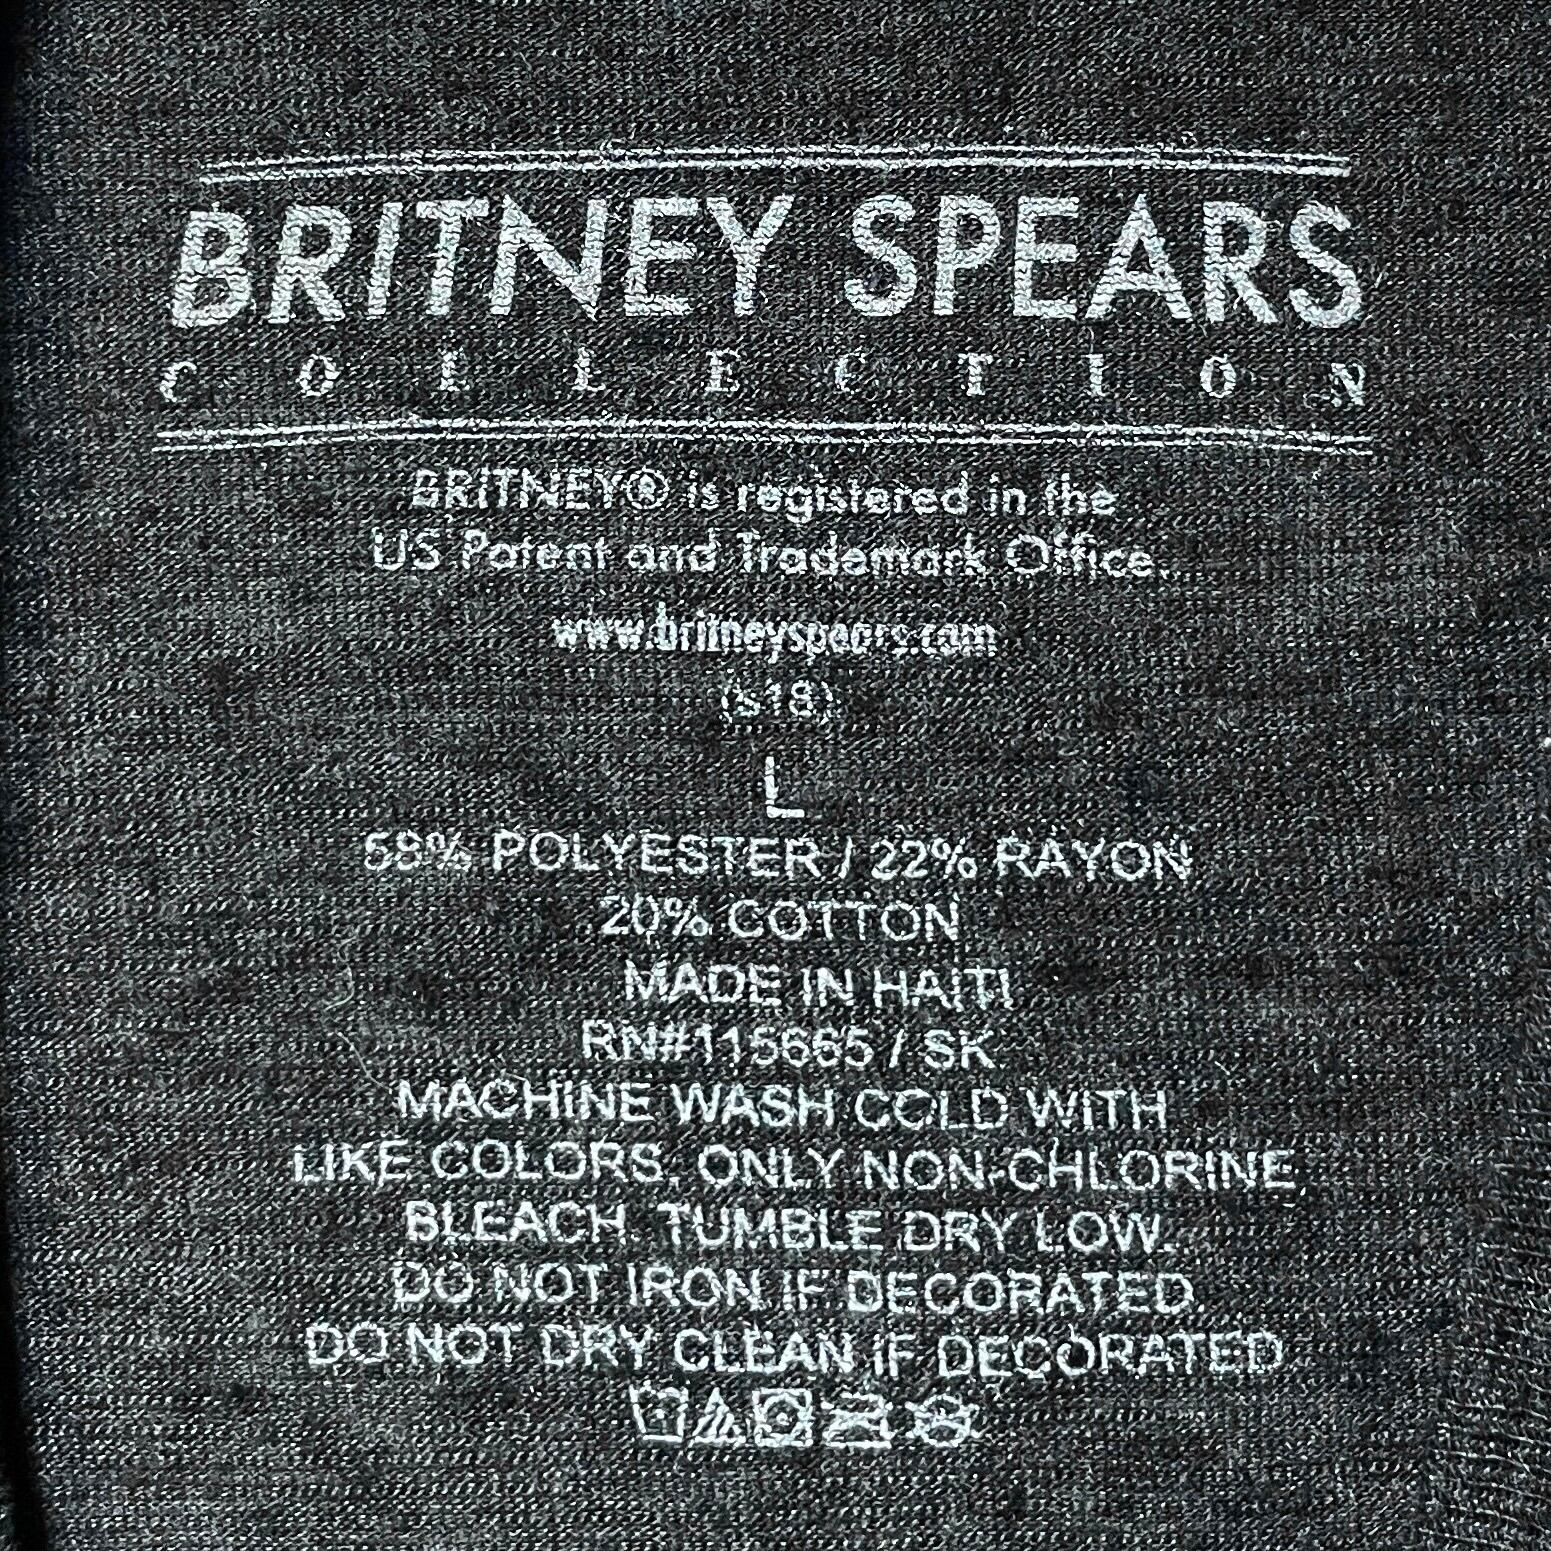 BRITNEY SPEARS
COLLECTION
BRITNEY® is registered in the
US Patent and Trademark Office.
www.britneyspears.com
(s18)
L
58% POLYESTER / 22% RAYON
20% COTTON
MADE IN HAITI
RN#115665 / SK
MACHINE WASH COLD WITH
LIKE COLORS. ONLY NON-CHLORINE
BLEACH. TUMBLE DRY LOW.
DO NOT IRON IF DECORATED.
DO NOT DRY CLEAN IF DECORATED